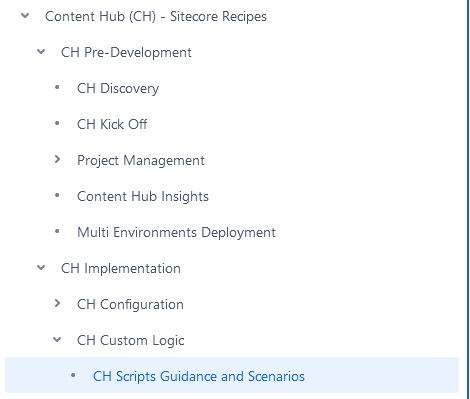 Content Hub (CH) - Sitecore Recipes
CH Pre-Development
CH Discovery
CH Kick Off
Project Management
Content Hub Insights
Multi Environments Deployment
CH Implementation
CH Configuration
CH Custom Logic
CH Scripts Guidance and Scenarios